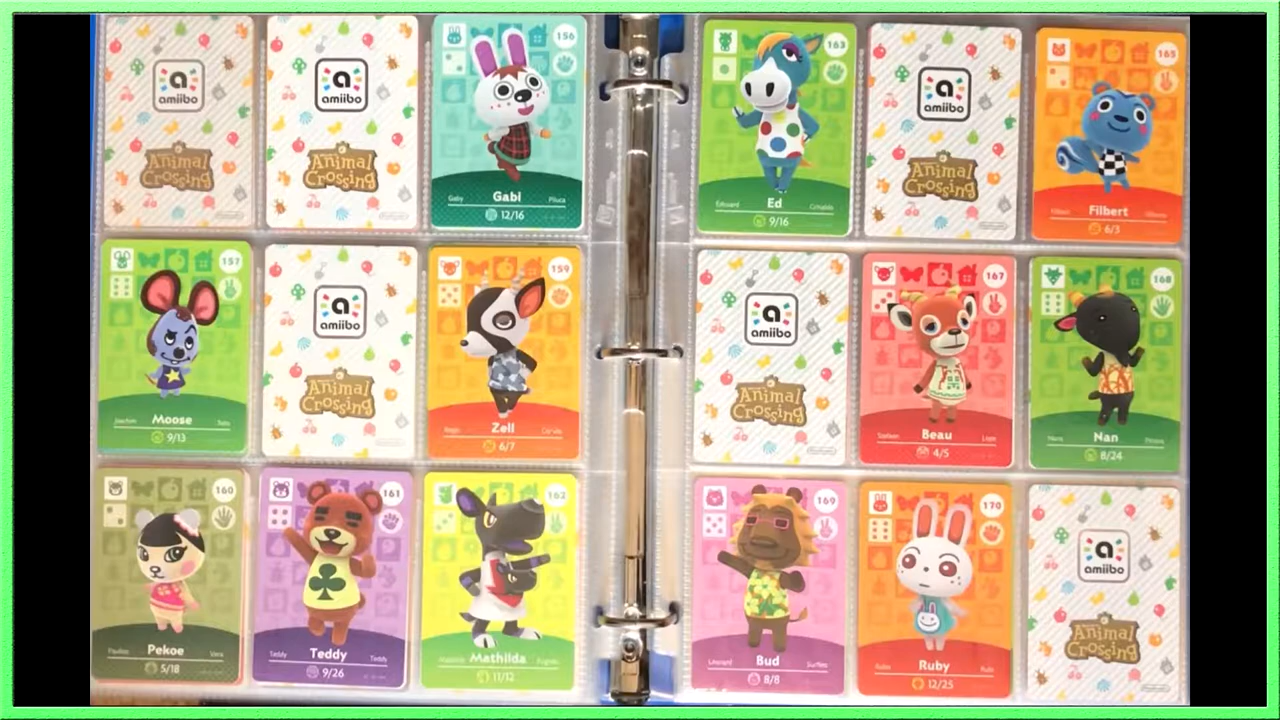 a
amiibo
Animal
Crossing
a
amiibo
Animal
Crossing
156
Gabi
Gaby
12/16
163
Ed
9/16
a
amiibo
Animal
Crossing
165
Filbert
6/3
157
Moose
9/13
a
amiibo
Animal
Crossing
159
Zell
6/7
a
amiibo
Animal
Crossing
167
Beau
4/5
168
Nan
8/24
160
Pekoe
5/18
161
Teddy
Teddy Teddy
9/26
162
Mathilda
11/12
169
Bud
8/8
170
Ruby
12/25
a
amiibo
Animal
Crossing